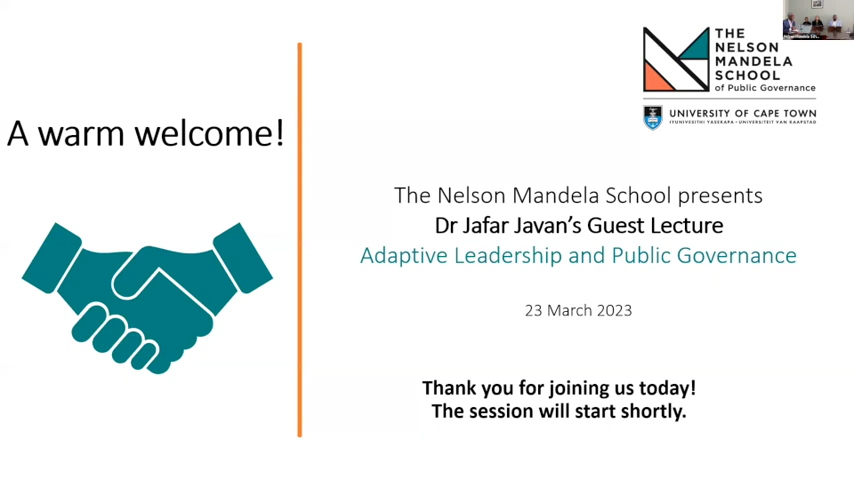 A warm welcome!
THE
NELSON
MANDELA
SCHOOL
of Public Governance
UNIVERSITY OF CAPE TOWN
IYUNIVESITHI YASEKAPA • UNIVERSITEIT VAN KAAPSTAD
The Nelson Mandela School presents
Dr Jafar Javan's Guest Lecture
Adaptive Leadership and Public Governance
23 March 2023
Thank you for joining us today!
The session will start shortly.